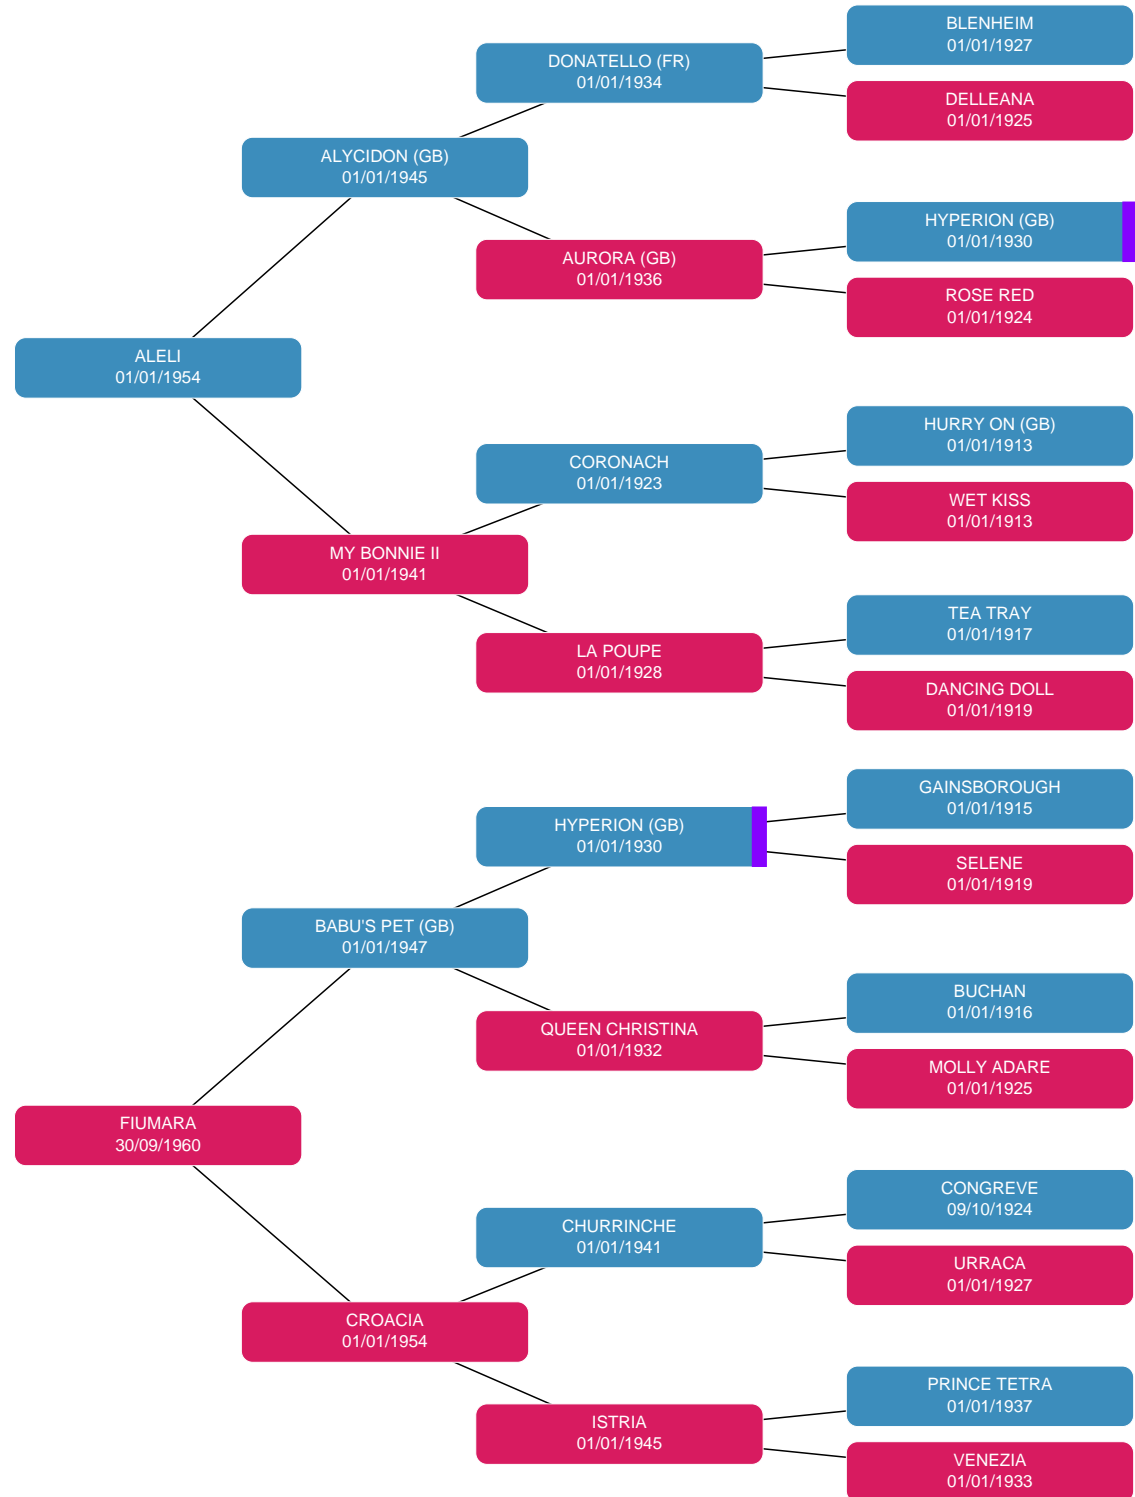 BLENHEIM
01/01/1927
DONATELLO (FR)
01/01/1934
DELLEANA
01/01/1925
ALYCIDON (GB)
01/01/1945
HYPERION (GB)
01/01/1930
AURORA (GB)
01/01/1936
ROSE RED
01/01/1924
ALELI
01/01/1954
HURRY ON (GB)
01/01/1913
CORONACH
01/01/1923
WET KISS
01/01/1913
MY BONNIE II
01/01/1941
TEA TRAY
01/01/1917
LA POUPE
01/01/1928
DANCING DOLL
01/01/1919
GAINSBOROUGH
01/01/1915
HYPERION (GB)
01/01/1930
SELENE
01/01/1919
BABU'S PET (GB)
01/01/1947
BUCHAN
01/01/1916
QUEEN CHRISTINA
01/01/1932
MOLLY ADARE
01/01/1925
FIUMARA
30/09/1960
CONGREVE
09/10/1924
CHURRINCHE
01/01/1941
URRACA
01/01/1927
CROACIA
01/01/1954
PRINCE TETRA
01/01/1937
ISTRIA
01/01/1945
VENEZIA
01/01/1933